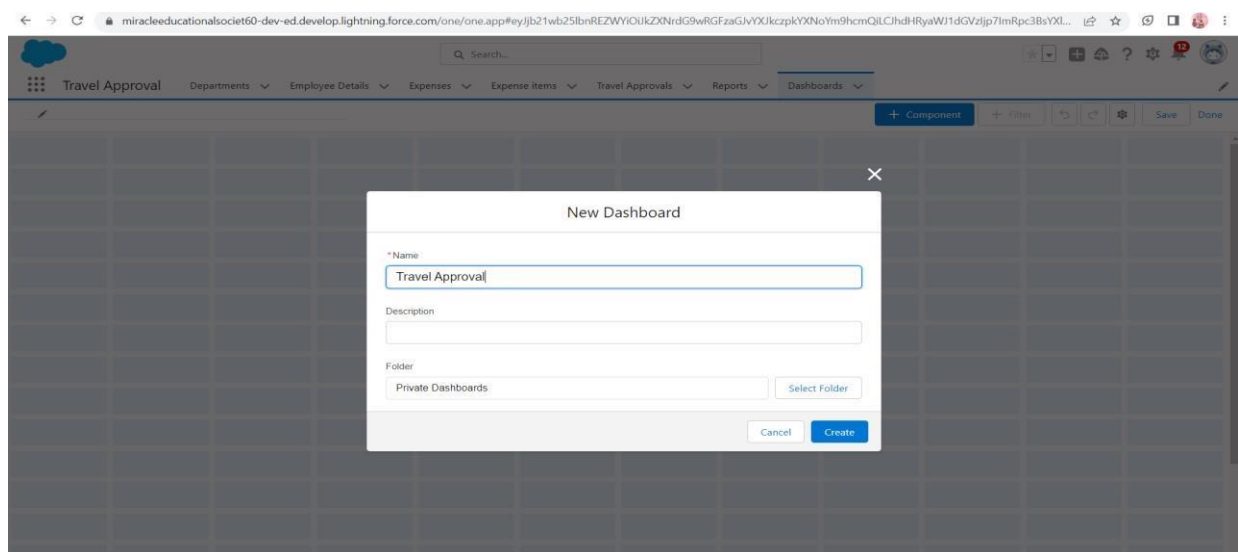 miracleeducationalsociet60-dev-ed.develop.lightning.force.com/one/one.app#
Search...
12
Travel Approval Departments Employee Details Expenses Expense items Travel Approvals Reports Dashboards
+ Component + Filter Save Done
New Dashboard
*Name
Travel Approval
Description
Folder
Private Dashboards Select Folder
Cancel Create